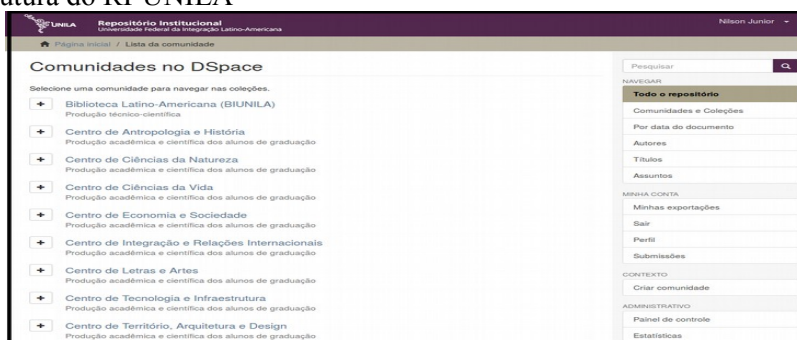 UNILA
Repositório Institucional
Universidade Federal da Integração Latino-Americana
Nilson Junior
Página inicial / Lista da comunidade
Comunidades no DSpace
Selecione uma comunidade para navegar nas coleções.
+ Biblioteca Latino-Americana (BIUNILA)
Produção técnico-científica
+ Centro de Antropologia e História
Produção acadêmica e científica dos alunos de graduação
+ Centro de Ciências da Natureza
Produção acadêmica e científica dos alunos de graduação
+ Centro de Ciências da Vida
Produção acadêmica e científica dos alunos de graduação
+ Centro de Economia e Sociedade
Produção acadêmica e científica dos alunos de graduação
+ Centro de Integração e Relações Internacionais
Produção acadêmica e científica dos alunos de graduação
+ Centro de Letras e Artes
Produção acadêmica e científica dos alunos de graduação
+ Centro de Tecnologia e Infraestrutura
Produção acadêmica e científica dos alunos de graduação
+ Centro de Território, Arquitetura e Design
Produção acadêmica e científica dos alunos de graduação
Pesquisar
NAVEGAR
Todo o repositório
Comunidades e Coleções
Por data do documento
Autores
Títulos
Assuntos
MINHA CONTA
Minhas exportações
Sair
Perfil
Submissões
CONTEXTO
Criar comunidade
ADMINISTRATIVO
Painel de controle
Estatísticas